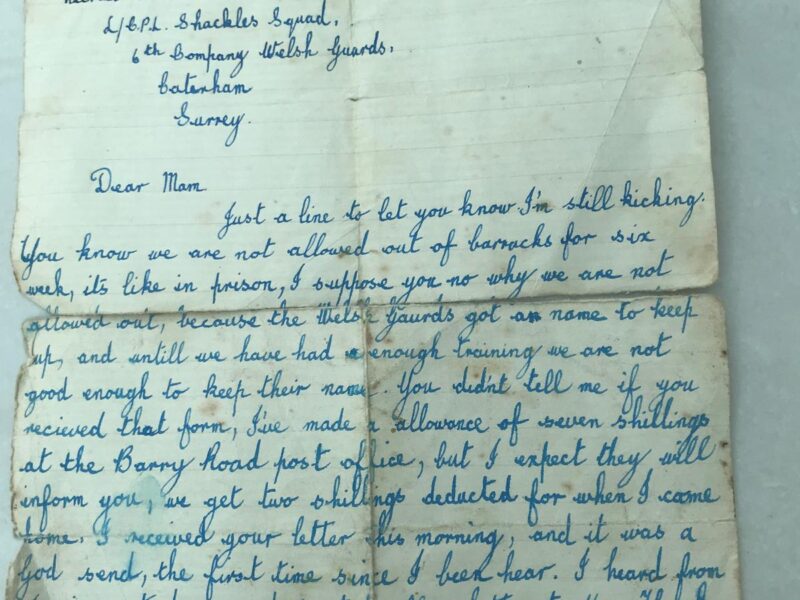 L/CPL. Shackles Squad,
6th Company Welsh Guards,
Caterham
Surrey.
Dear Mam
Just a line to let you know I'm still kicking.
You know we are not allowed out of barracks for six
week, it's like in prison, I suppose you no why we are not
allowed out, because the Welsh Gaurds got an name to keep
up, and untill we have had enough training we are not
good enough to keep their name. You didn't tell me if you
recieved that form, I've made a allowance of seven shillings
at the Barry Road post office, but I expect they will
inform you, we get two shillings deducted for when I come
home. I received your letter this morning, and it was a
God send, the first time since I been hear. I heard from